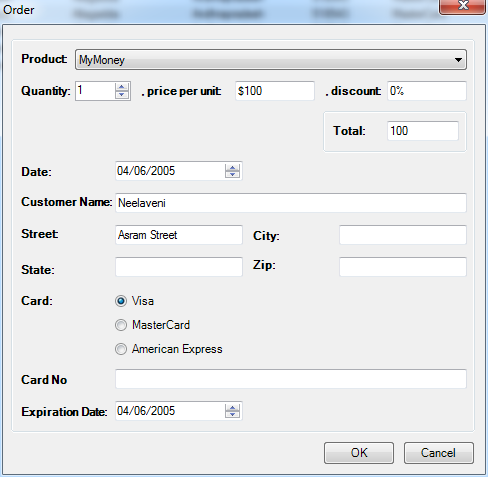 Order
Product: MyMoney
Quantity: 1 , price per unit: $100 , discount: 0%
Total: 100
Date: 04/06/2005
Customer Name: Neelaveni
Street: Asram Street City:
State: Zip:
Card: Visa
MasterCard
American Express
Card No
Expiration Date: 04/06/2005
OK Cancel